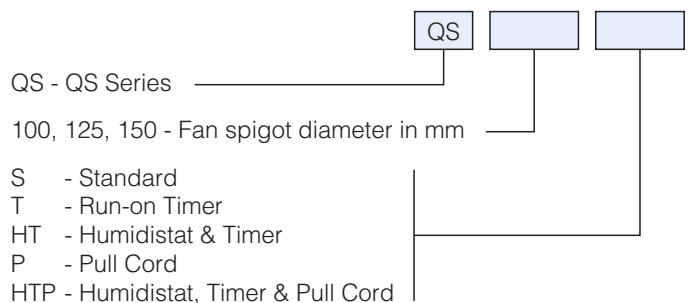 QS
QS - QS Series
100, 125, 150 - Fan spigot diameter in mm
S - Standard
T - Run-on Timer
HT - Humidistat & Timer
P - Pull Cord
HTP - Humidistat, Timer & Pull Cord